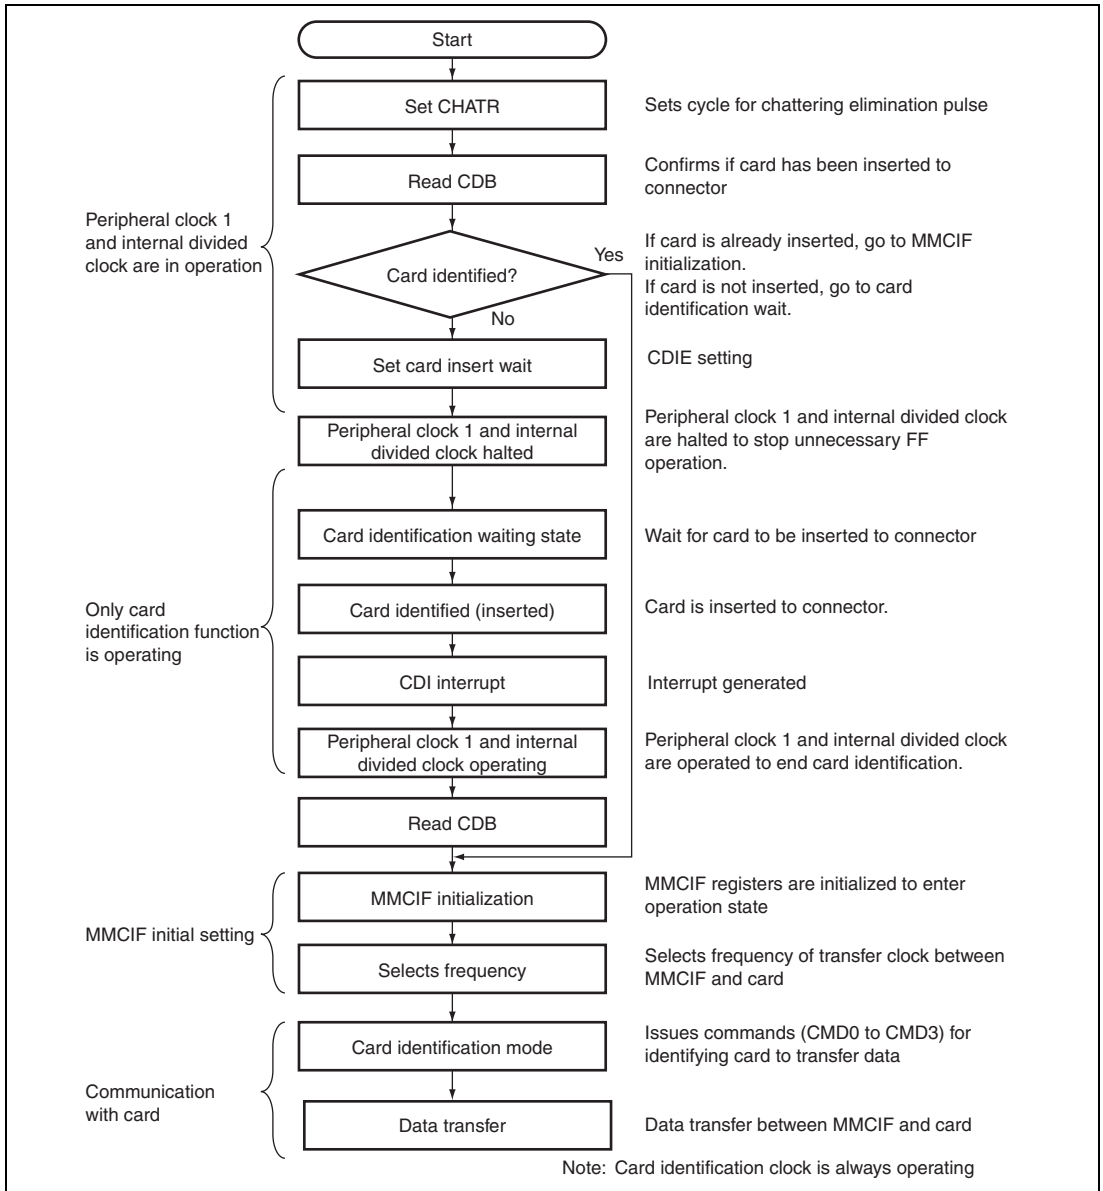 Start
Set CHATR
Sets cycle for chattering elimination pulse
Read CDB
Confirms if card has been inserted to
connector
Peripheral clock 1
and internal divided
clock are in operation
Card identified?
Yes
No
If card is already inserted, go to MMCIF
initialization.
If card is not inserted, go to card
identification wait.
Set card insert wait
CDIE setting
Peripheral clock 1 and internal
divided clock halted
Peripheral clock 1 and internal divided clock
are halted to stop unnecessary FF
operation.
Card identification waiting state
Wait for card to be inserted to connector
Only card
identification function
is operating
Card identified (inserted)
Card is inserted to connector.
CDI interrupt
Interrupt generated
Peripheral clock 1 and internal
divided clock operating
Peripheral clock 1 and internal divided clock
are operated to end card identification.
Read CDB
MMCIF initial setting
MMCIF initialization
MMCIF registers are initialized to enter
operation state
Selects frequency
Selects frequency of transfer clock between
MMCIF and card
Communication
with card
Card identification mode
Issues commands (CMD0 to CMD3) for
identifying card to transfer data
Data transfer
Data transfer between MMCIF and card
Note: Card identification clock is always operating